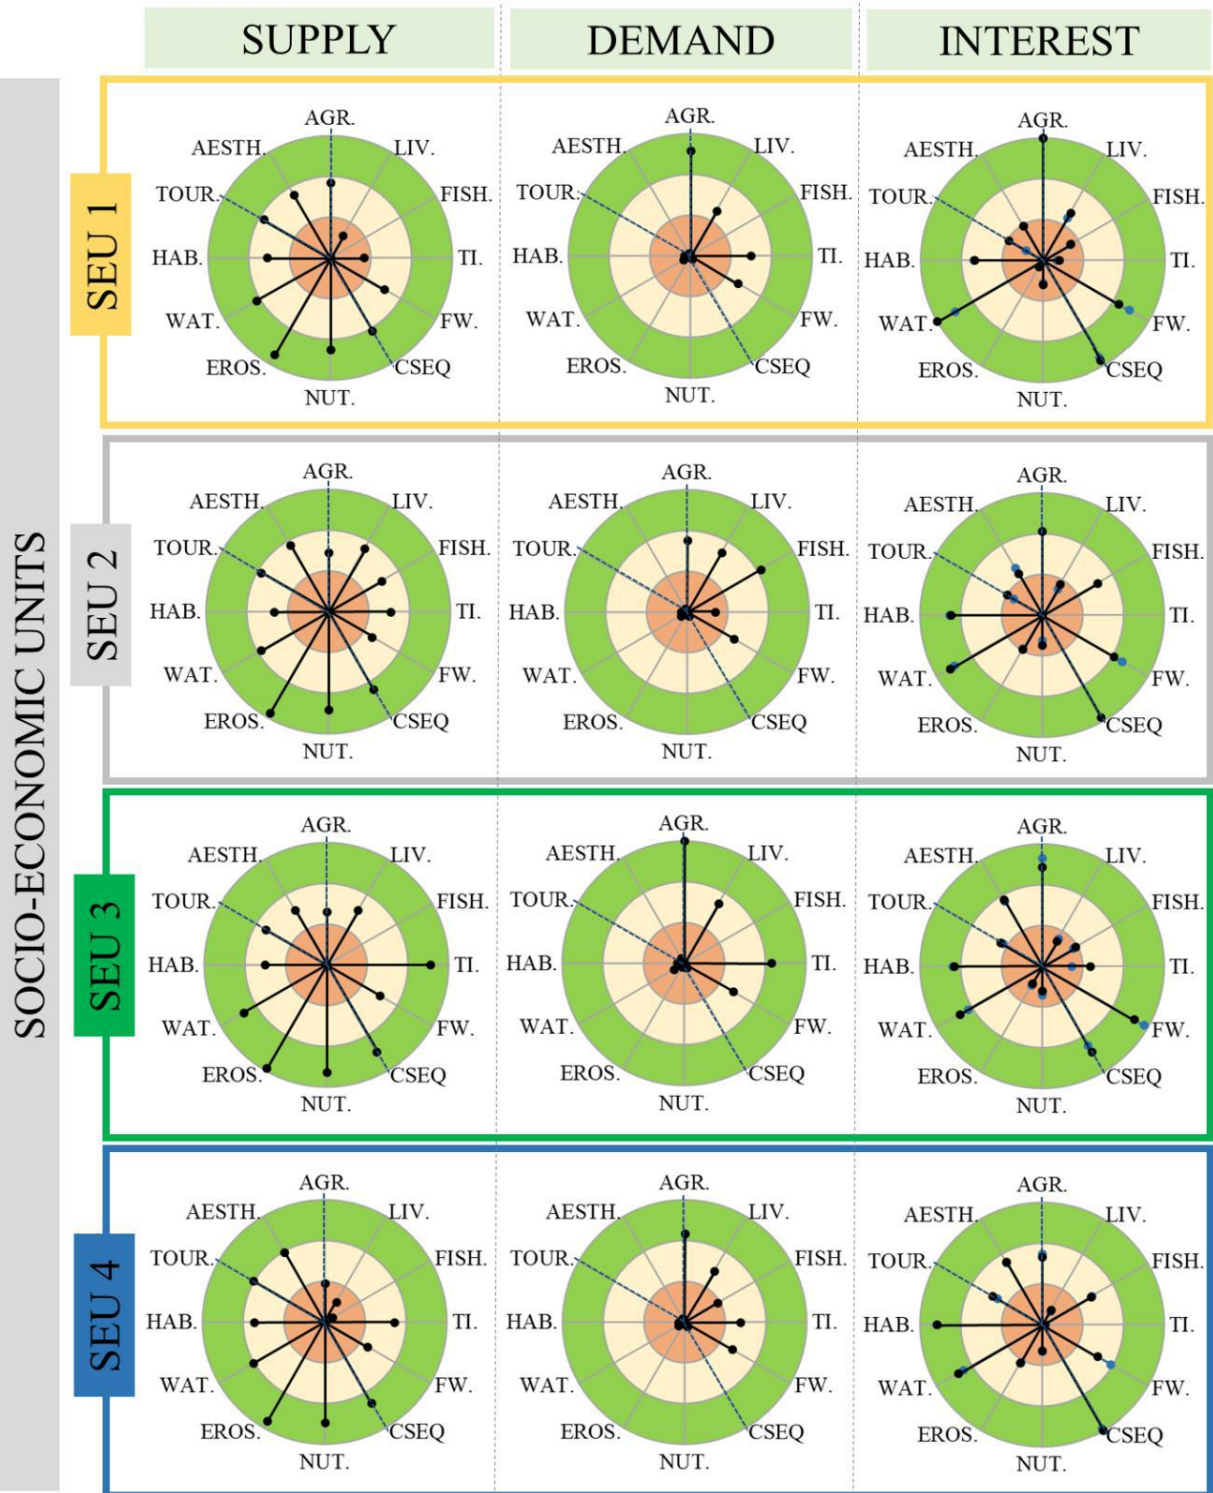 SUPPLY
DEMAND
INTEREST
SOCIO-ECONOMIC UNITS
SEU 1
AGR.
LIV.
FISH.
TI.
FW.
CSEQ
NUT.
EROS.
WAT.
HAB.
TOUR.
AESTH.
AGR.
LIV.
FISH.
TI.
FW.
CSEQ
NUT.
EROS.
WAT.
HAB.
TOUR.
AESTH.
AGR.
LIV.
FISH.
TI.
FW.
CSEQ
NUT.
EROS.
WAT.
HAB.
TOUR.
AESTH.
SEU 2
AGR.
LIV.
FISH.
TI.
FW.
CSEQ
NUT.
EROS.
WAT.
HAB.
TOUR.
AESTH.
AGR.
LIV.
FISH.
TI.
FW.
CSEQ
NUT.
EROS.
WAT.
HAB.
TOUR.
AESTH.
AGR.
LIV.
FISH.
TI.
FW.
CSEQ
NUT.
EROS.
WAT.
HAB.
TOUR.
AESTH.
SEU 3
AGR.
LIV.
FISH.
TI.
FW.
CSEQ
NUT.
EROS.
WAT.
HAB.
TOUR.
AESTH.
AGR.
LIV.
FISH.
TI.
FW.
CSEQ
NUT.
EROS.
WAT.
HAB.
TOUR.
AESTH.
AGR.
LIV.
FISH.
TI.
FW.
CSEQ
NUT.
EROS.
WAT.
HAB.
TOUR.
AESTH.
SEU 4
AGR.
LIV.
FISH.
TI.
FW.
CSEQ
NUT.
EROS.
WAT.
HAB.
TOUR.
AESTH.
AGR.
LIV.
FISH.
TI.
FW.
CSEQ
NUT.
EROS.
WAT.
HAB.
TOUR.
AESTH.
AGR.
LIV.
FISH.
TI.
FW.
CSEQ
NUT.
EROS.
WAT.
HAB.
TOUR.
AESTH.